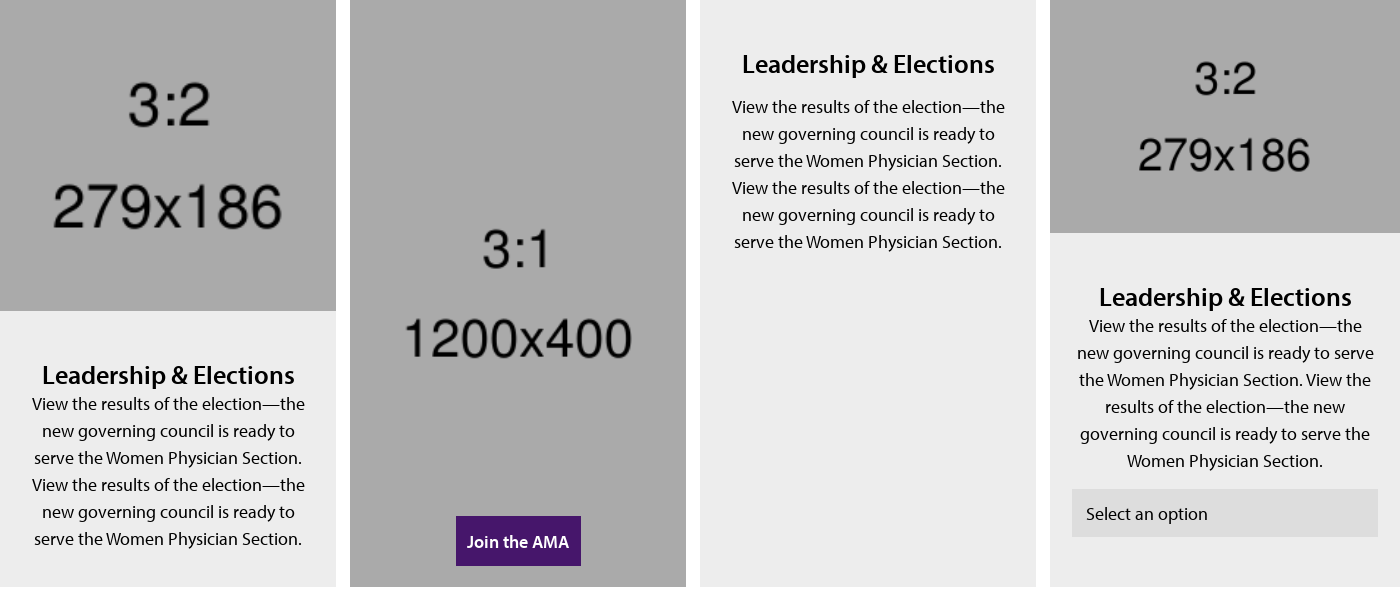 3:2
279x186
Leadership & Elections
View the results of the election—the
new governing council is ready to
serve the Women Physician Section.
View the results of the election—the
new governing council is ready to
serve the Women Physician Section.
3:1
1200x400
Join the AMA
Leadership & Elections
View the results of the election—the
new governing council is ready to
serve the Women Physician Section.
View the results of the election—the
new governing council is ready to
serve the Women Physician Section.
3:2
279x186
Leadership & Elections
View the results of the election—the
new governing council is ready to serve
the Women Physician Section. View the
results of the election—the new
governing council is ready to serve the
Women Physician Section.
Select an option